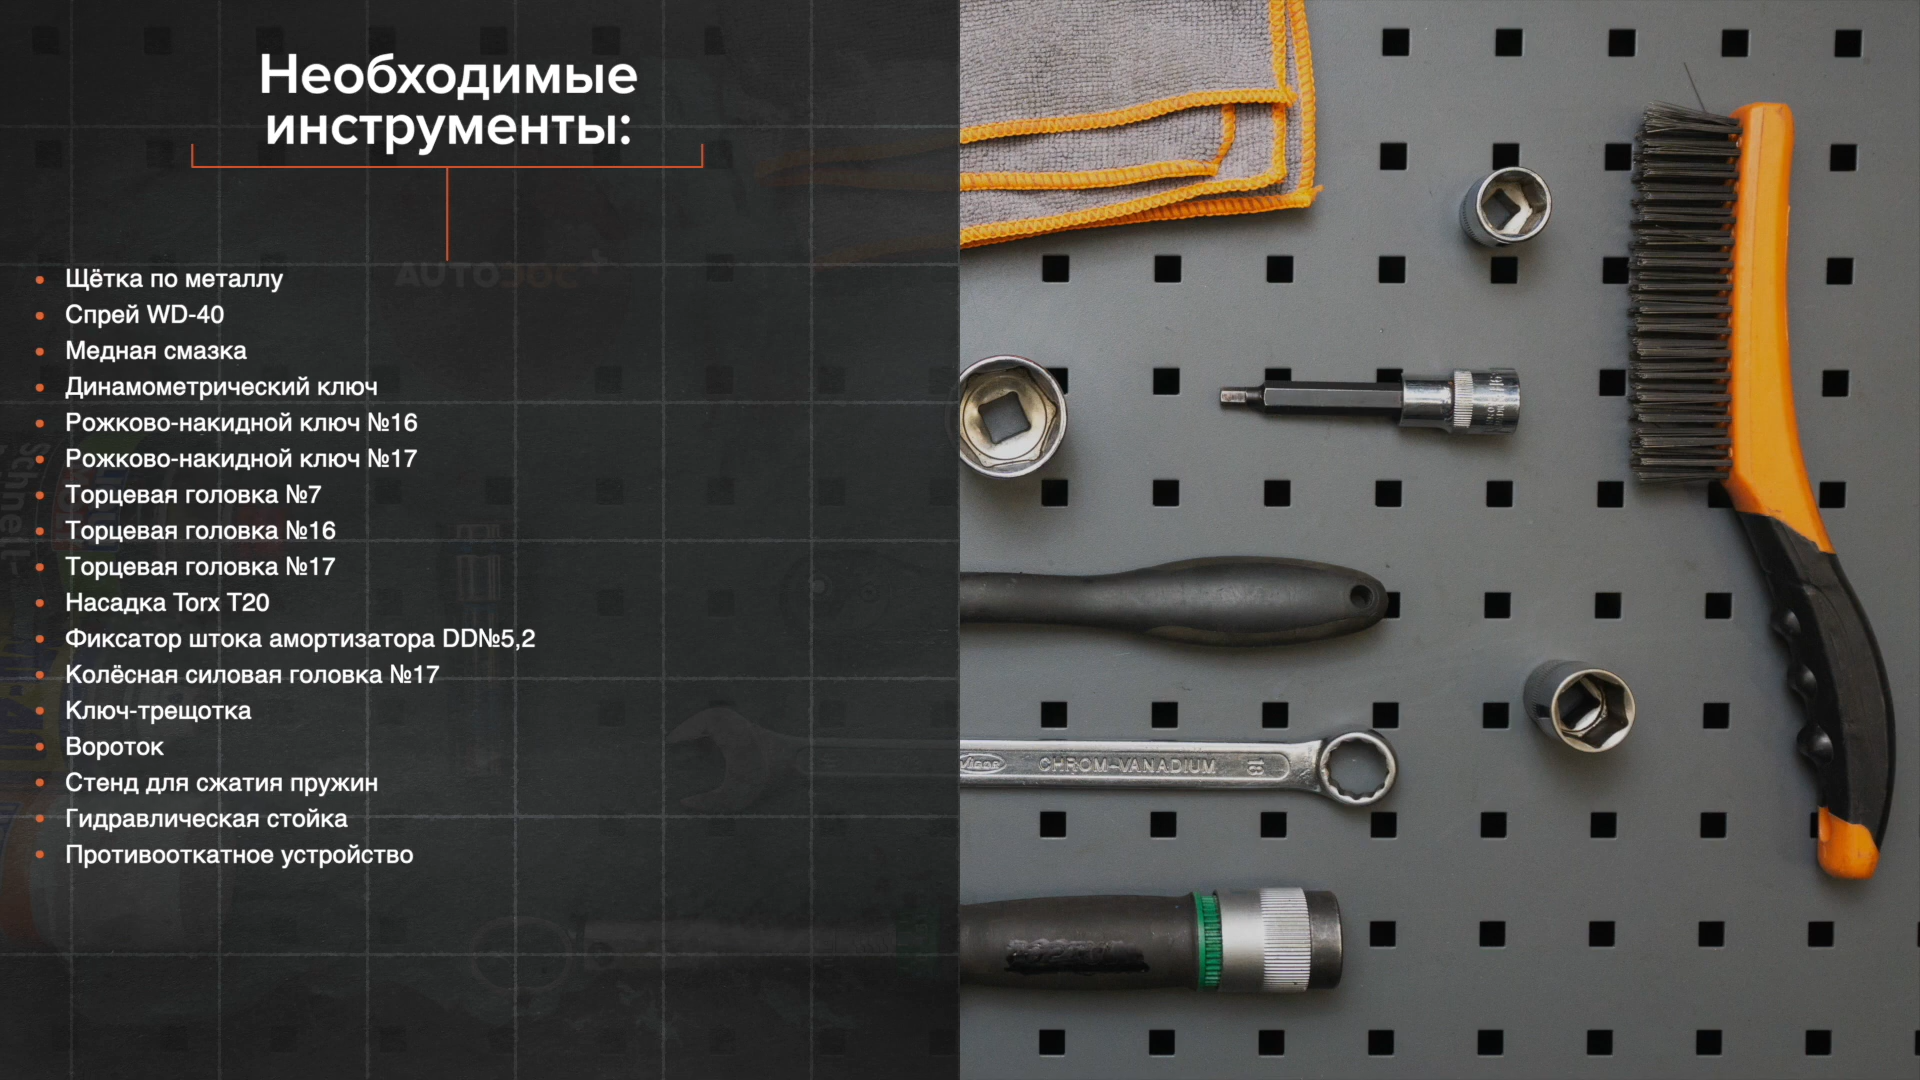 Необходимые
инструменты:
AUTODOC
Щётка по металлу
Спрей WD-40
Медная смазка
Динамометрический ключ
Рожково-накидной ключ №16
Рожково-накидной ключ №17
Торцевая головка №7
Торцевая головка №16
Торцевая головка №17
Насадка Torx T20
Фиксатор штока амортизатора DD№5,2
Колёсная силовая головка №17
Ключ-трещотка
Вороток
Стенд для сжатия пружин
Гидравлическая стойка
Противооткатное устройство
Schnell-
CHROM-VANADIUM